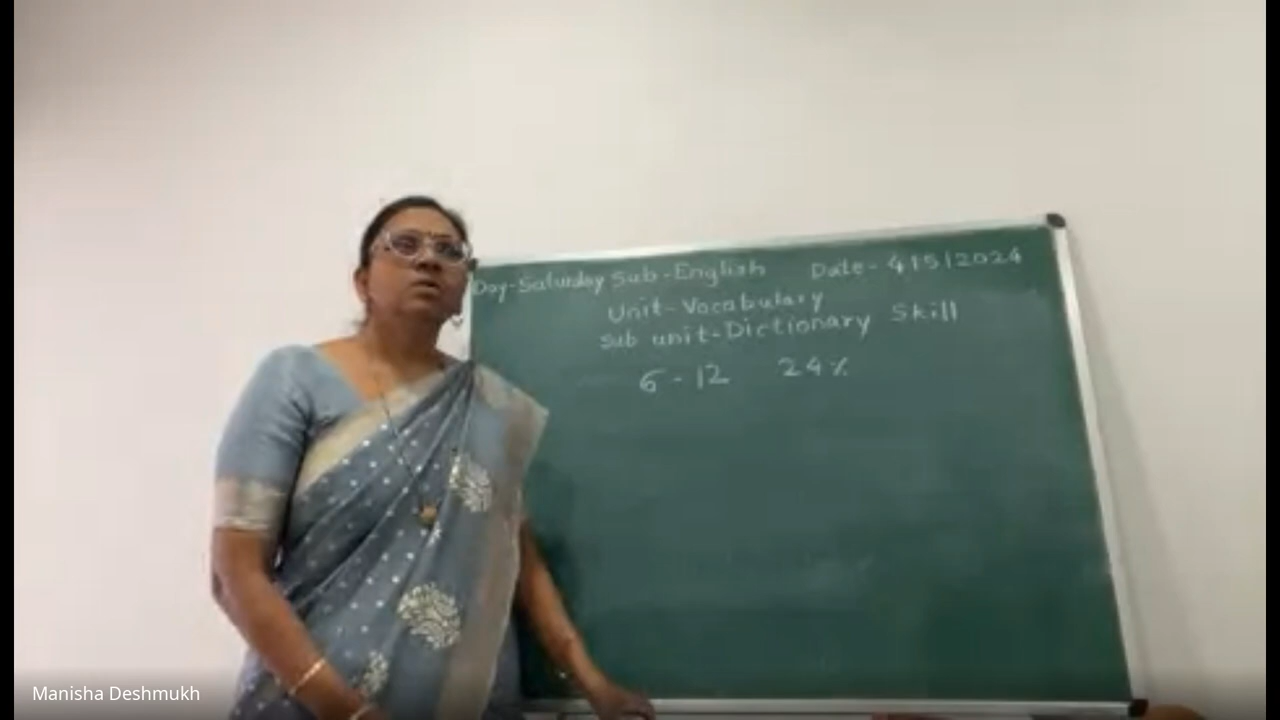 Day-Saturday Sub-English Date-4/5/2024
Unit-Vocabulary
Sub unit-Dictionary Skill
6-12 24%
Manisha Deshmukh